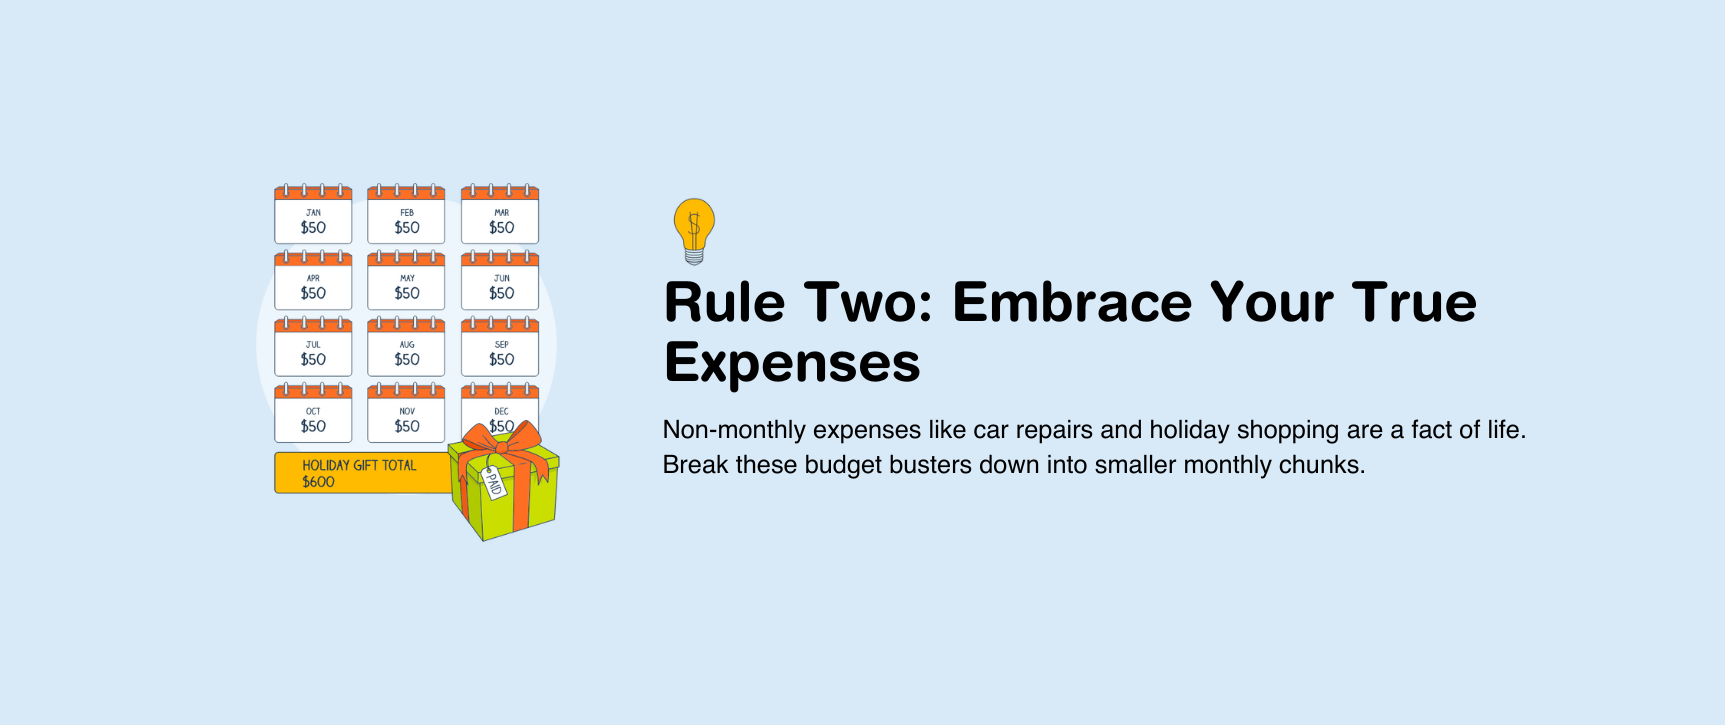 JAN
$50
FEB
$50
MAR
$50
APR
$50
MAY
$50
JUN
$50
JUL
$50
AUG
$50
SEP
$50
OCT
$50
NOV
$50
DEC
$50
HOLIDAY GIFT TOTAL
$600
PAID
$
Rule Two: Embrace Your True
Expenses
Non-monthly expenses like car repairs and holiday shopping are a fact of life.
Break these budget busters down into smaller monthly chunks.